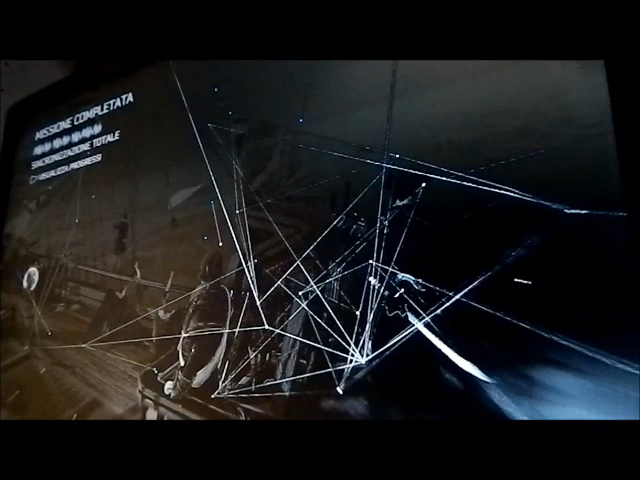 MISSIONE COMPLETATA
SINCRONIZZAZIONE TOTALE
VISUALIZZA PROGRESSI